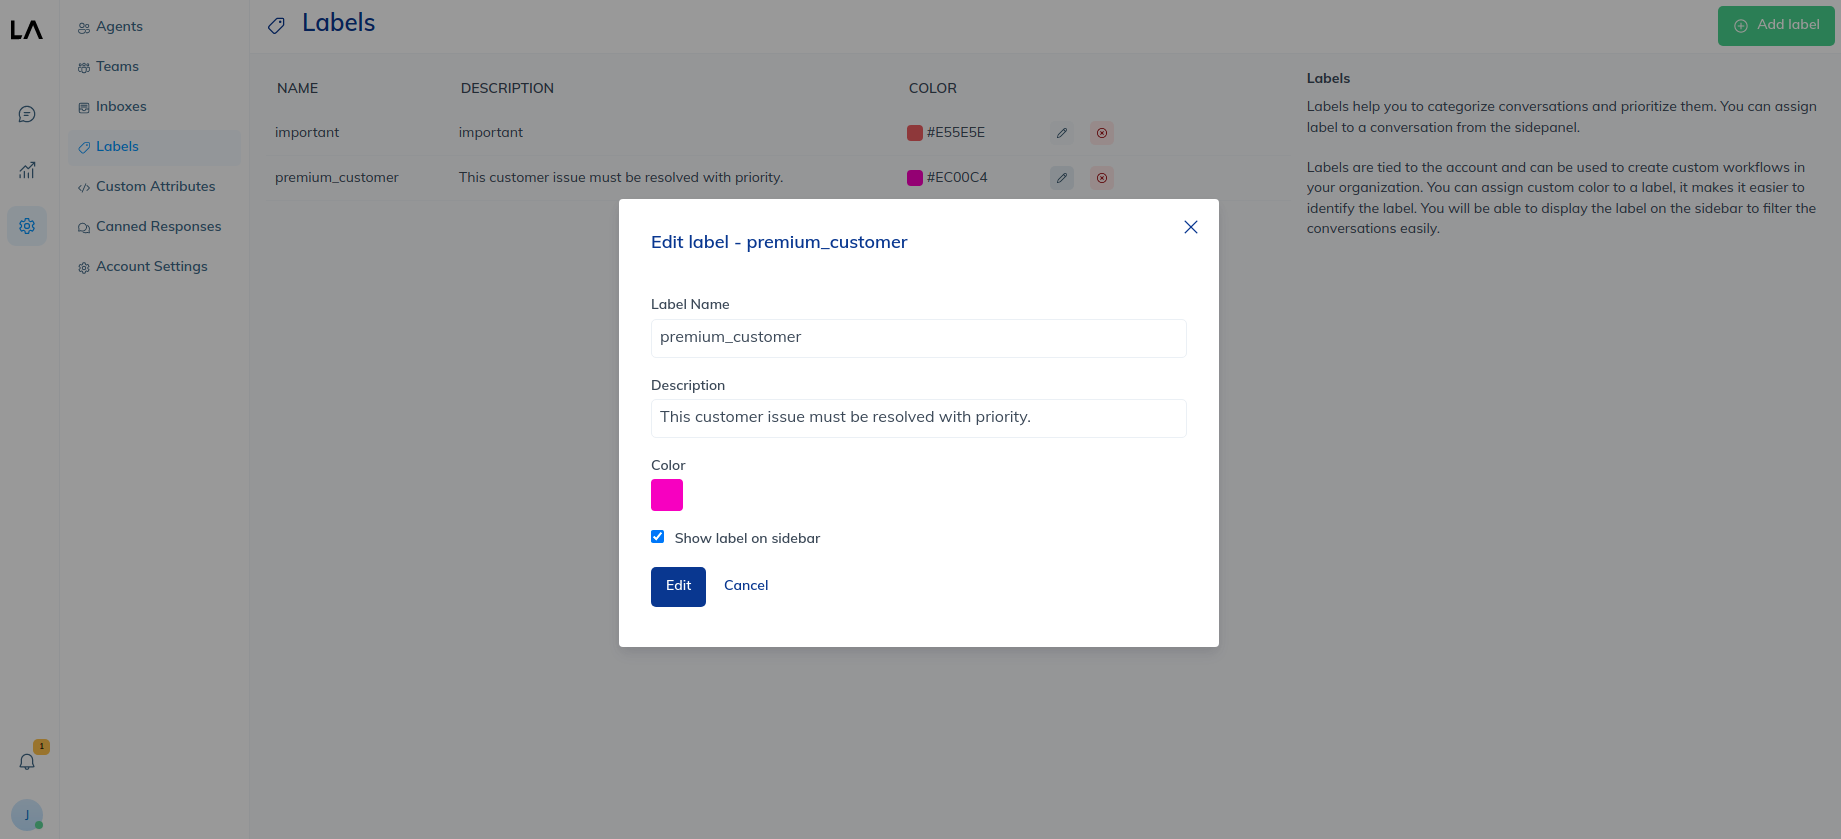 LA
Agents
Teams
Inboxes
Labels
Custom Attributes
Canned Responses
Account Settings
1
J
Labels
Add label
NAME DESCRIPTION COLOR
important important #E55E5E
premium_customer This customer issue must be resolved with priority. #EC00C4
Labels
Labels help you to categorize conversations and prioritize them. You can assign
label to a conversation from the sidepanel.
Labels are tied to the account and can be used to create custom workflows in
your organization. You can assign custom color to a label, it makes it easier to
identify the label. You will be able to display the label on the sidebar to filter the
conversations easily.
Edit label - premium_customer
Label Name
premium_customer
Description
This customer issue must be resolved with priority.
Color
Show label on sidebar
Edit Cancel